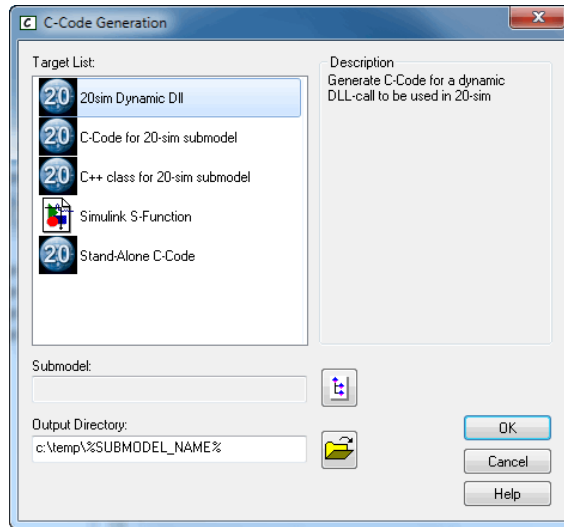 C-Code Generation
Target List:
20sim Dynamic Dll
C-Code for 20-sim submodel
C++ class for 20-sim submodel
Simulink S-Function
Stand-Alone C-Code
Description
Generate C-Code for a dynamic
DLL-call to be used in 20-sim
Submodel:
Output Directory:
c:\temp\%SUBMODEL_NAME%
OK
Cancel
Help